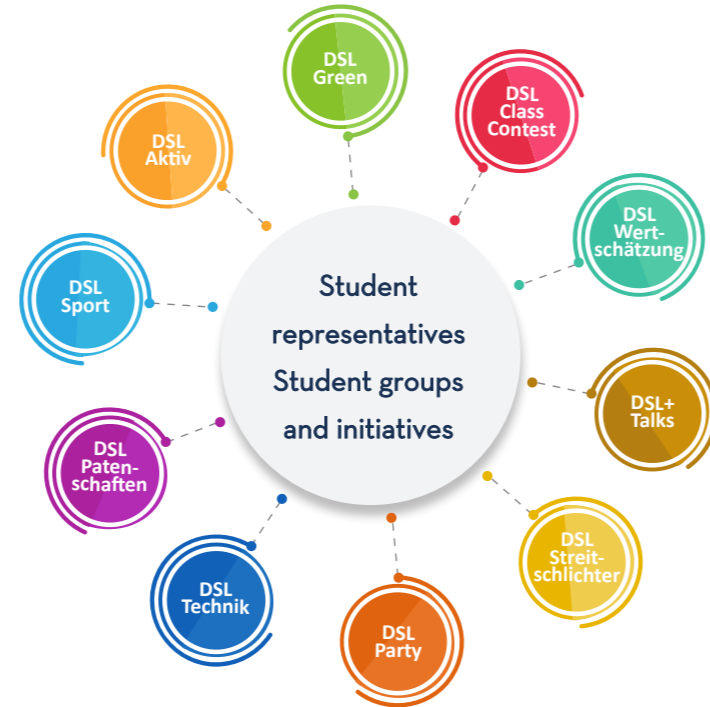 DSL
Green
DSL
Class
Contest
DSL
Wert-
schätzung
DSL+
Talks
DSL
Streit-
schlichter
DSL
Party
DSL
Technik
DSL
Paten-
schaften
DSL
Sport
DSL
Aktiv
Student
representatives
Student groups
and initiatives